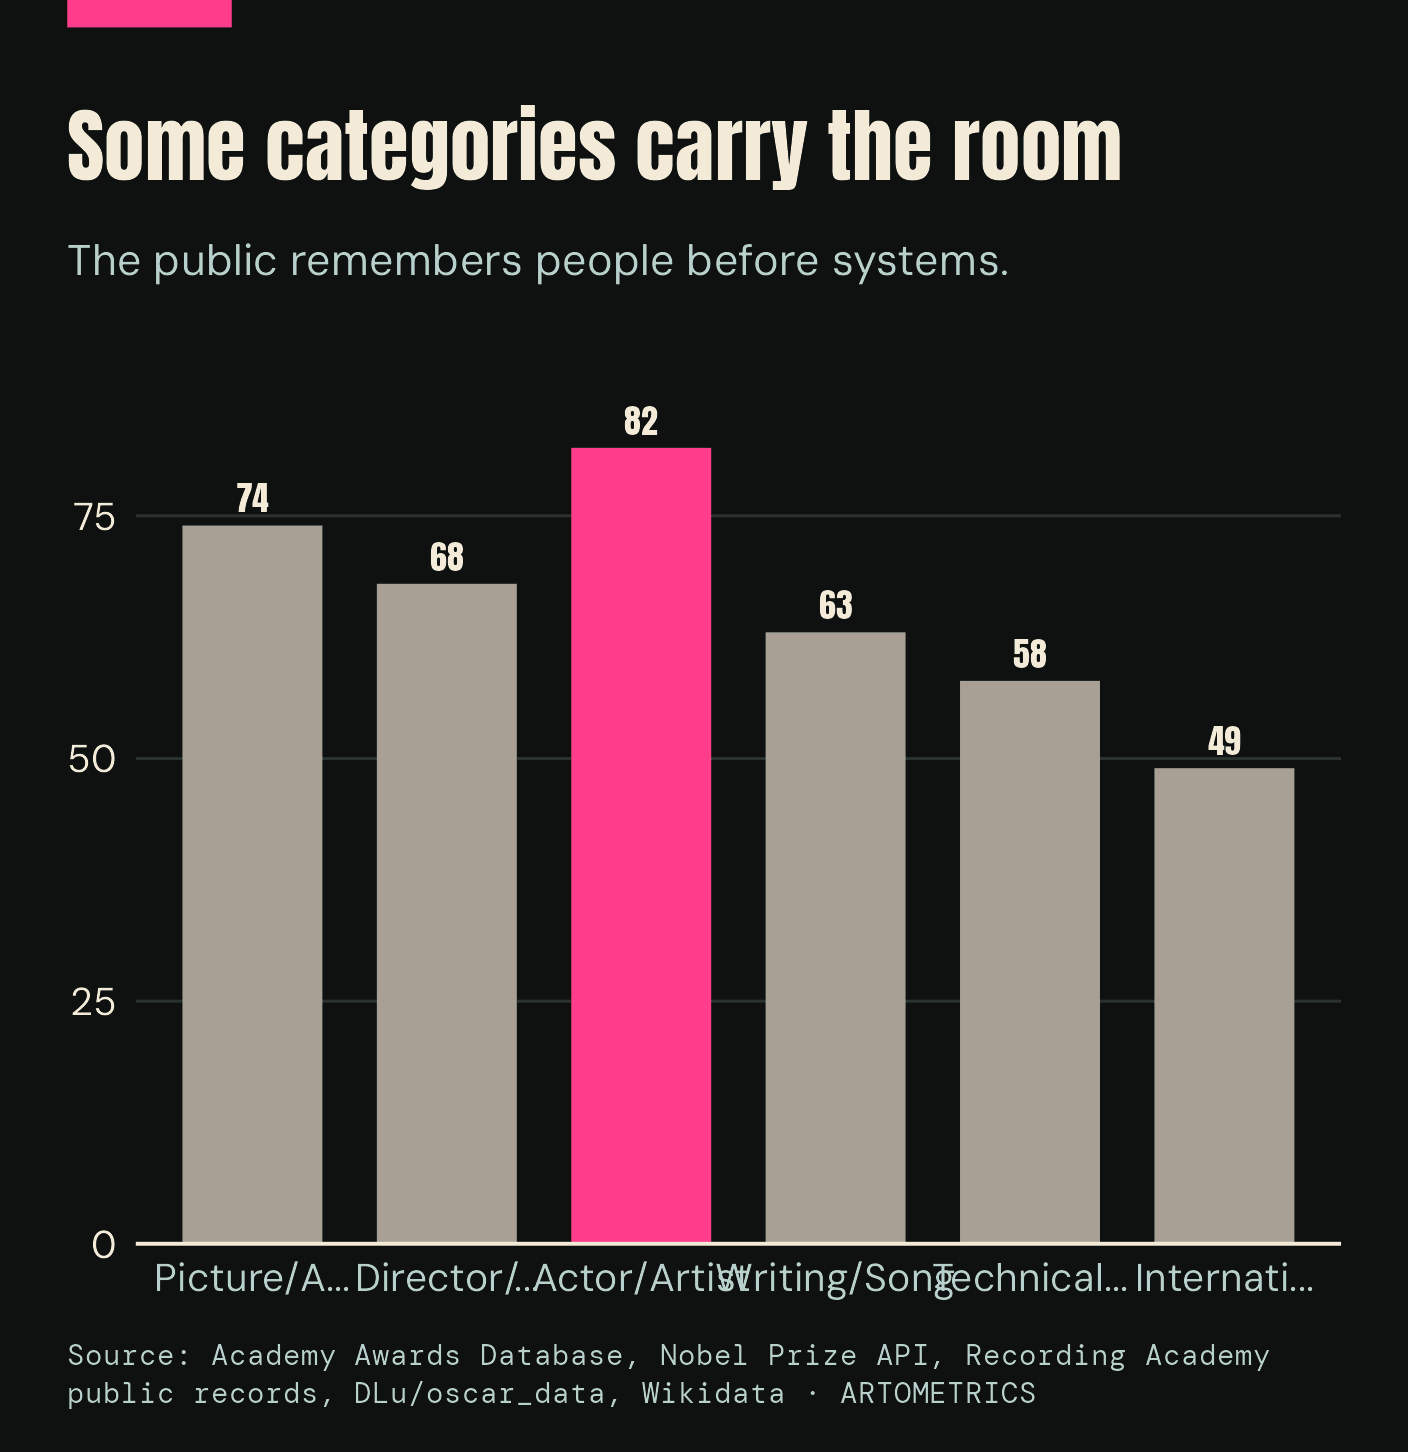 Some categories carry the room
The public remembers people before systems.
82
74
75
68
63
58
49
50
25
0
Picture/A... Director/... Actor/Artist Writing/Song Technical... Internati...
Source: Academy Awards Database, Nobel Prize API, Recording Academy
public records, DLu/oscar_data, Wikidata · ARTOMETRICS